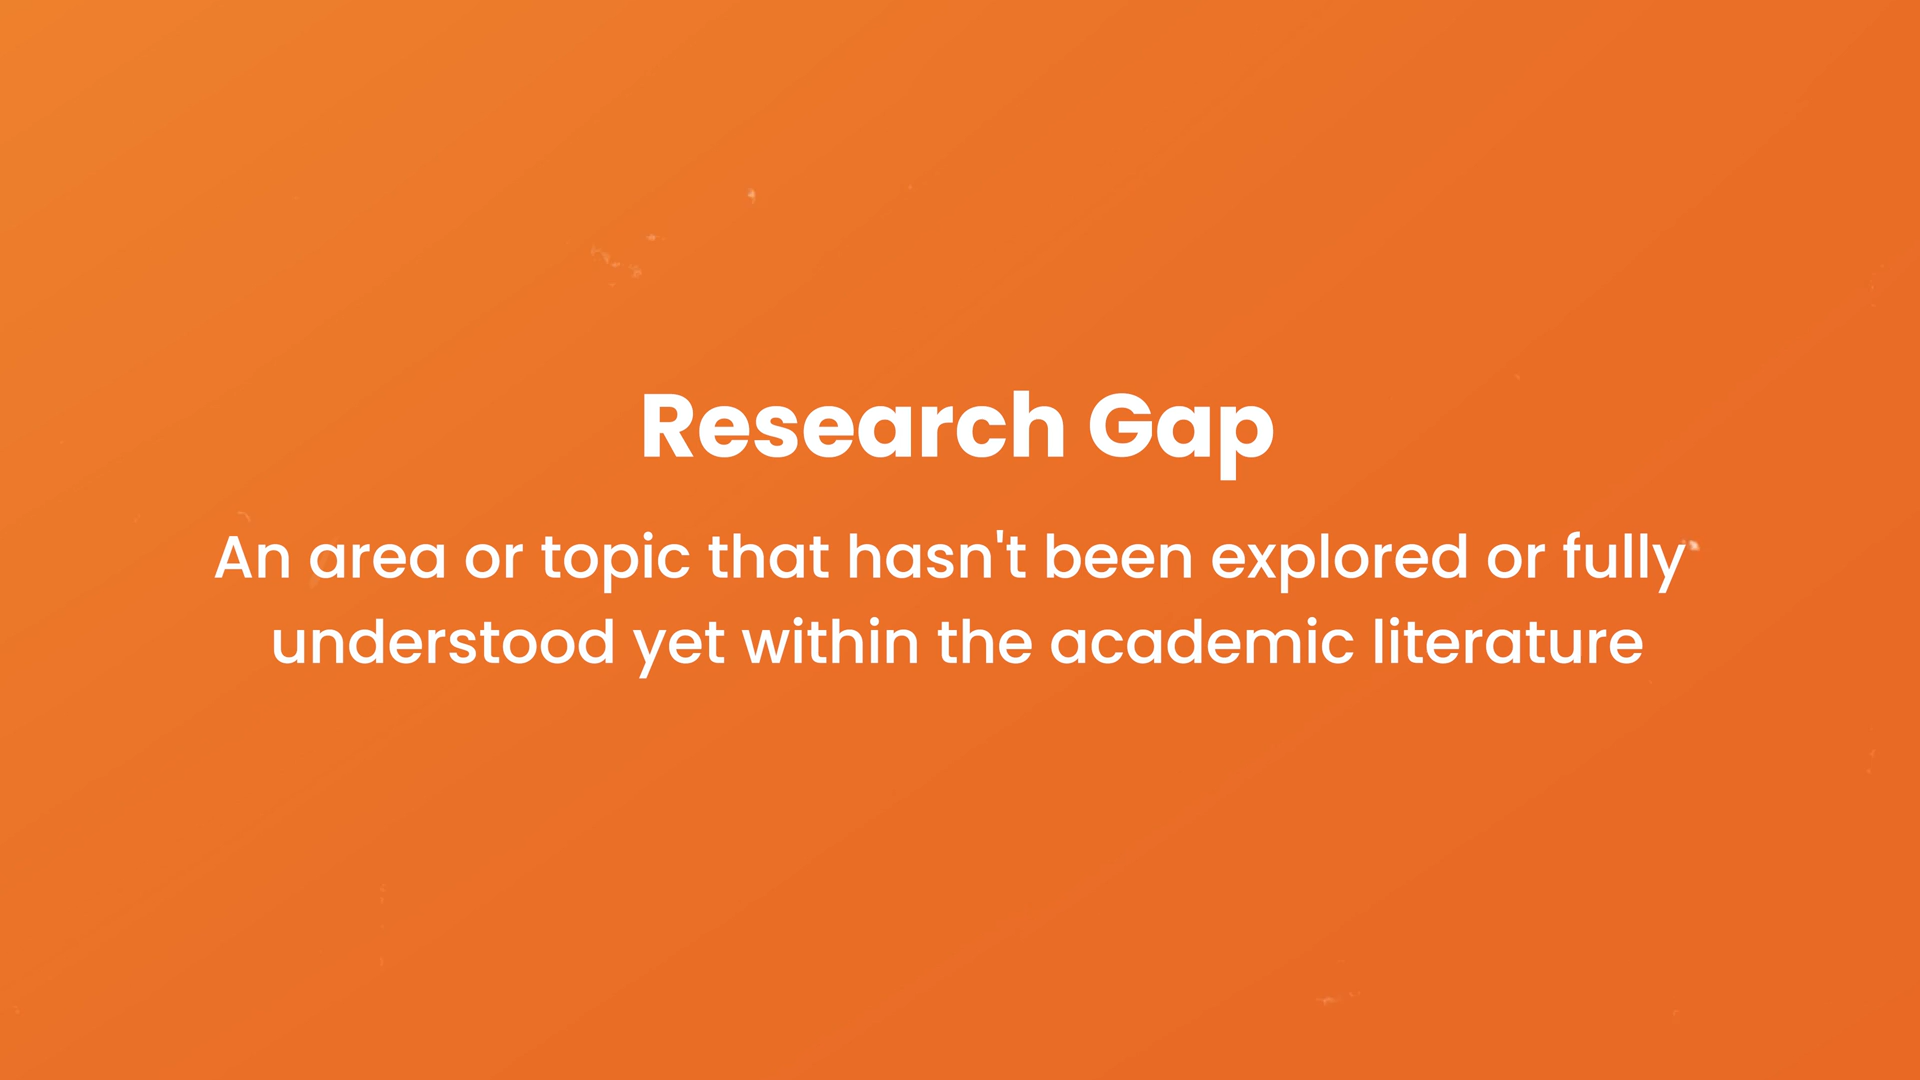 Research Gap
An area or topic that hasn't been explored or fully
understood yet within the academic literature